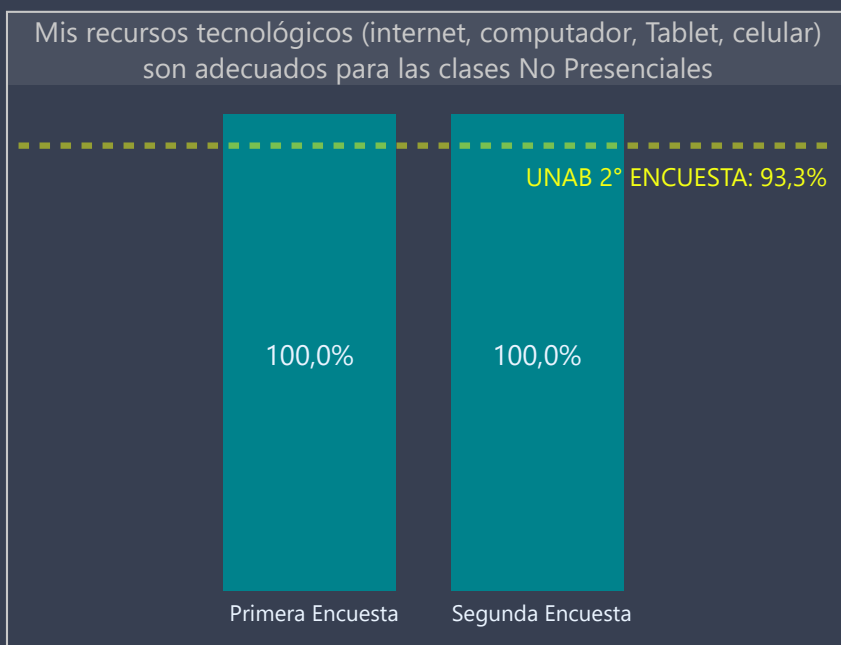 Mis recursos tecnológicos (internet, computador, Tablet, celular)
son adecuados para las clases No Presenciales
UNAB 2° ENCUESTA: 93,3%
100,0%
100,0%
Primera Encuesta
Segunda Encuesta